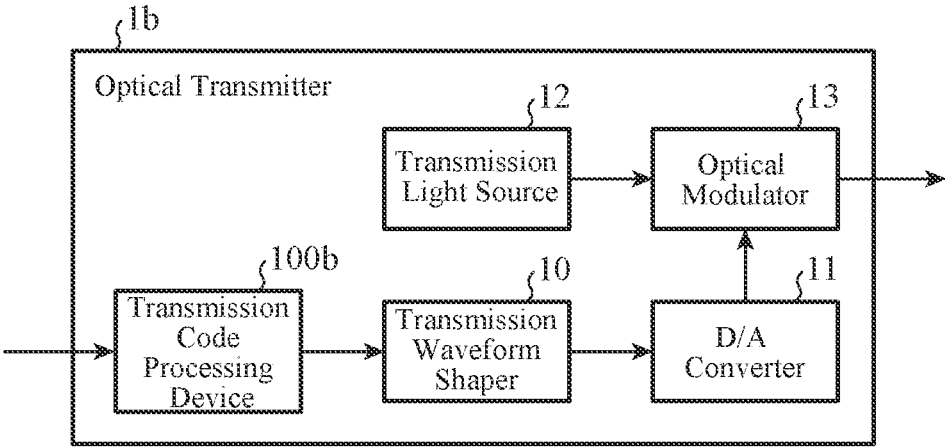 1b
Optical Transmitter
12
Transmission
Light Source
13
Optical
Modulator
100b
Transmission
Code
Processing
Device
10
Transmission
Waveform
Shaper
11
D/A
Converter